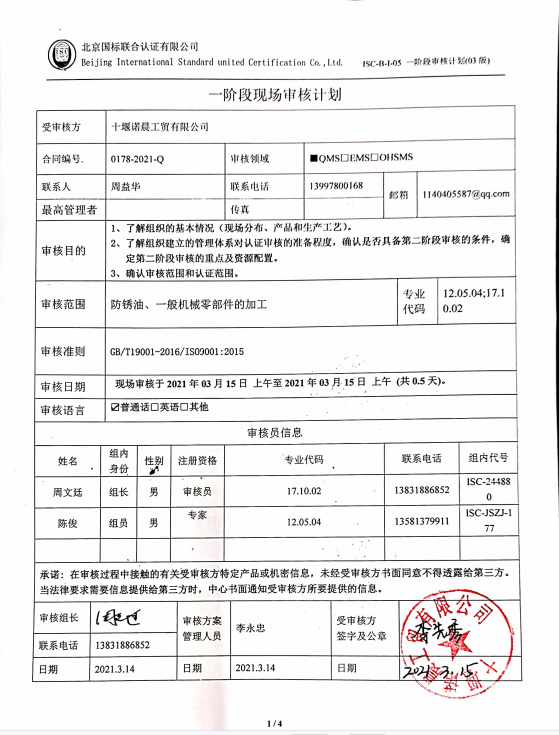 ISC
北京国标联合认证有限公司
Beijing International Standard united Certification Co.,Ltd. ISC-B-I-05 一阶段审核计划(03 版)
一阶段现场审核计划
受审核方 十堰诺晨工贸有限公司
合同编号. 0178-2021-Q 审核领域 ■QMS□EMS□OHSMS
联系人 周益华 联系电话 13997800168 邮箱 1140405587@qq.com
最高管理者 传真
审核目的
1、了解组织的基本情况（现场分布、产品和生产工艺）。
2、了解组织建立的管理体系对认证审核的准备程度，确认是否具备第二阶段审核的条件，确
定第二阶段审核的重点及资源配置。
3、确认审核范围和认证范围。
审核范围 防锈油、一般机械零部件的加工 专业代码 12.05.04;17.1
0.02
审核准则 GB/T19001-2016/ISO9001:2015
审核日期 现场审核于 2021 年 03 月 15 日 上午至 2021 年 03 月 15 日 上午 (共 0.5 天)。
审核语言 ☑普通话□英语□其他
审核员信息
姓名 组内身份 性别 注册资格 专业代码 联系电话 组内代号
周文廷 组长 男 审核员 17.10.02 13831886852 ISC-24488
0
陈俊 组员 男 专家 12.05.04 13581379911 ISC-JSZJ-1
77
承诺: 在审核过程中接触的有关受审核方特定产品或机密信息，未经受审核方书面同意不得透露给第三方。
当法律要求需要信息提供给第三方时，中心书面通知受审核方所要提供的信息。
审核组长 审核方案管理人员 李永忠 受审核方签字及公章
联系电话 13831886852
日期 2021.3.14 日期 2021.3.14 日期 2021.3.15
1 / 4